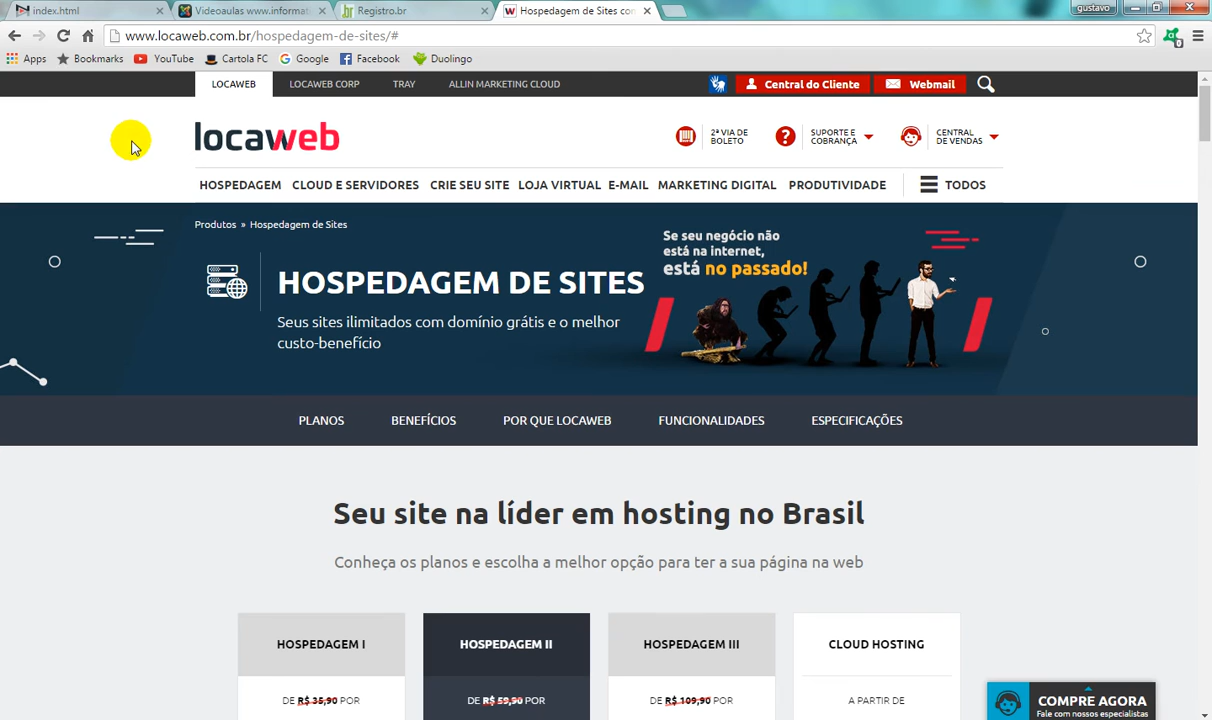 index.html
Videoaulas www.informat
Registro.br
Hospedagem de Sites con
gustavo
www.locaweb.com.br/hospedagem-de-sites/#
Apps
Bookmarks
YouTube
Cartola FC
Google
Facebook
Duolingo
LOCAWEB
LOCAWEB CORP
TRAY
ALLIN MARKETING CLOUD
Central do Cliente
Webmail
locaweb
2ª VIA DE
BOLETO
SUPORTE E
COBRANÇA
CENTRAL
DE VENDAS
HOSPEDAGEM
CLOUD E SERVIDORES
CRIE SEU SITE
LOJA VIRTUAL
E-MAIL
MARKETING DIGITAL
PRODUTIVIDADE
TODOS
Produtos » Hospedagem de Sites
HOSPEDAGEM DE SITES
Seus sites ilimitados com domínio grátis e o melhor
custo-benefício
Se seu negócio não
está na internet,
está no passado!
PLANOS
BENEFÍCIOS
POR QUE LOCAWEB
FUNCIONALIDADES
ESPECIFICAÇÕES
Seu site na líder em hosting no Brasil
Conheça os planos e escolha a melhor opção para ter a sua página na web
HOSPEDAGEM I
HOSPEDAGEM II
HOSPEDAGEM III
CLOUD HOSTING
DE R$ 35,90 POR
DE R$ 59,90 POR
DE R$ 109,90 POR
A PARTIR DE
COMPRE AGORA
Fale com nossos especialistas